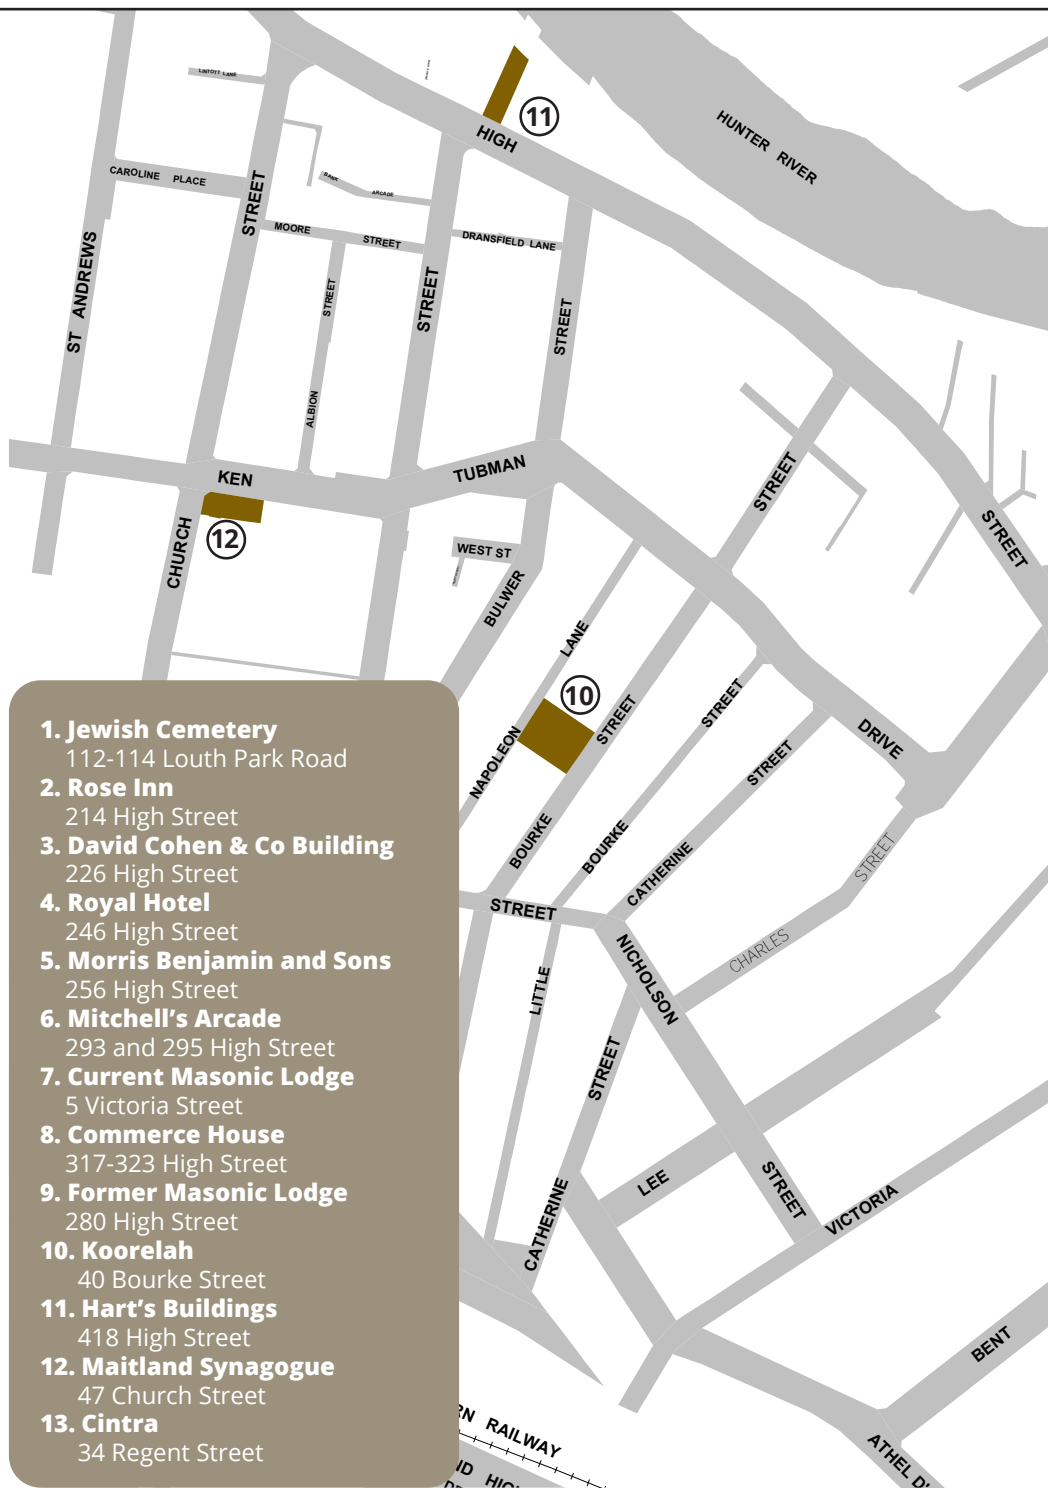 LINTOTT LANE
11
HIGH
HUNTER RIVER
CAROLINE PLACE
STREET
BANK ARCADE
MOORE STREET
DRANSFIELD LANE
ST ANDREWS
STREET
STREET
STREET
ALBION
KEN
TUBMAN
STREET
STREET
12
CHURCH
WEST ST
BULWER
LANE
10
STREET
STREET
NAPOLEON
DRIVE
STREET
BOURKE
BOURKE
CATHERINE
STREET
STREET
CHARLES
NICHOLSON
LITTLE
STREET
LEE
STREET
VICTORIA
CATHERINE
BENT
RN RAILWAY
ATHEL D'
ND HIG
1. Jewish Cemetery
112-114 Louth Park Road
2. Rose Inn
214 High Street
3. David Cohen & Co Building
226 High Street
4. Royal Hotel
246 High Street
5. Morris Benjamin and Sons
256 High Street
6. Mitchell’s Arcade
293 and 295 High Street
7. Current Masonic Lodge
5 Victoria Street
8. Commerce House
317-323 High Street
9. Former Masonic Lodge
280 High Street
10. Koorelah
40 Bourke Street
11. Hart’s Buildings
418 High Street
12. Maitland Synagogue
47 Church Street
13. Cintra
34 Regent Street